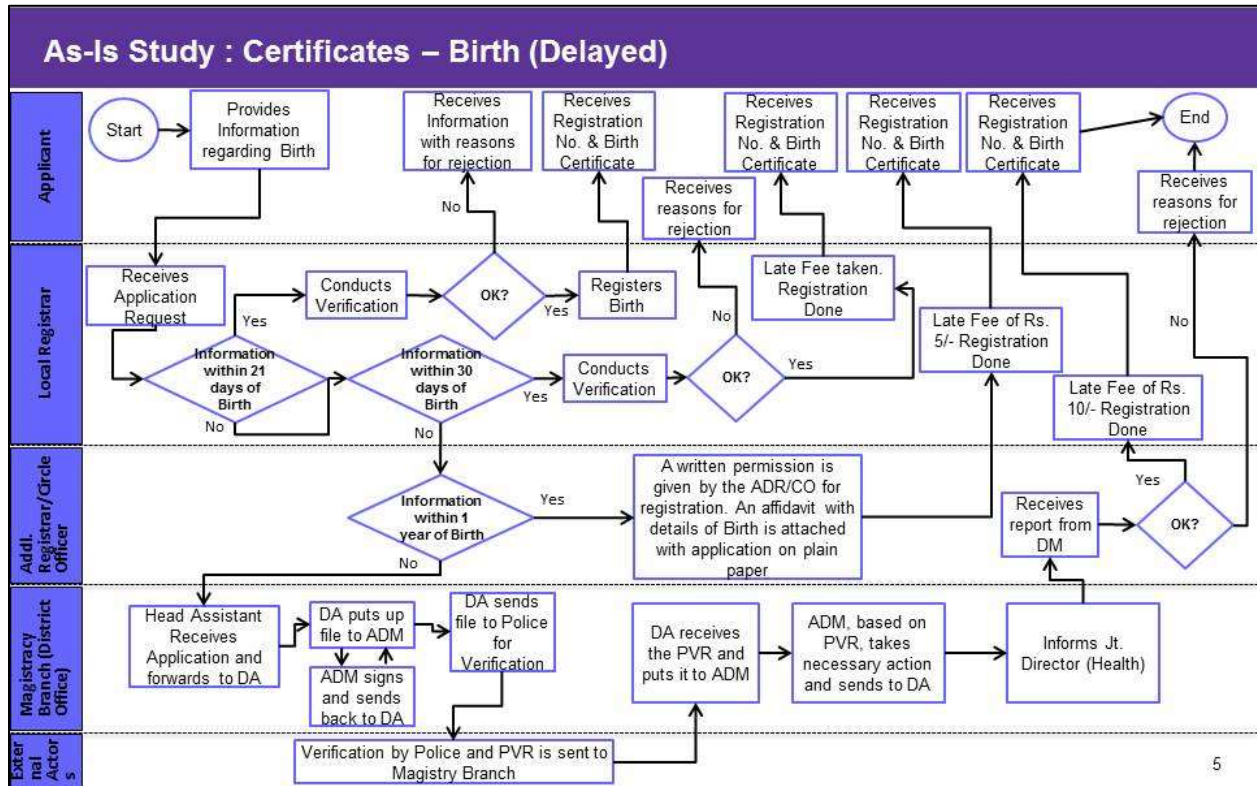 As-Is Study : Certificates – Birth (Delayed)
Applicant
Start
Provides
Information
regarding Birth
Receives
Information
with reasons
for rejection
Receives
Registration
No. & Birth
Certificate
Receives
reasons for
rejection
Receives
Registration
No. & Birth
Certificate
Receives
Registration
No. & Birth
Certificate
Receives
Registration
No. & Birth
Certificate
End
Receives
reasons for
rejection
No
Local Registrar
Receives
Application
Request
Yes
Conducts
Verification
OK?
Yes
Registers
Birth
Late Fee taken.
Registration
Done
Information
within 21
days of
Birth
No
Information
within 30
days of
Birth
Yes
No
Conducts
Verification
No
OK?
Yes
Late Fee of Rs.
5/- Registration
Done
Late Fee of Rs.
10/- Registration
Done
No
Addl.
Registrar/Circle
Officer
Information
within 1
year of Birth
Yes
No
A written permission is
given by the ADR/CO for
registration. An affidavit with
details of Birth is attached
with application on plain
paper
Receives
report from
DM
Yes
OK?
Magistracy
Branch (District
Office)
Head Assistant
Receives
Application and
forwards to DA
DA puts up
file to ADM
ADM signs
and sends
back to DA
DA sends
file to Police
for
Verification
DA receives
the PVR and
puts it to ADM
ADM, based on
PVR, takes
necessary action
and sends to DA
Informs Jt.
Director (Health)
Exter
nal
Actor
s
Verification by Police and PVR is sent to
Magistry Branch
5